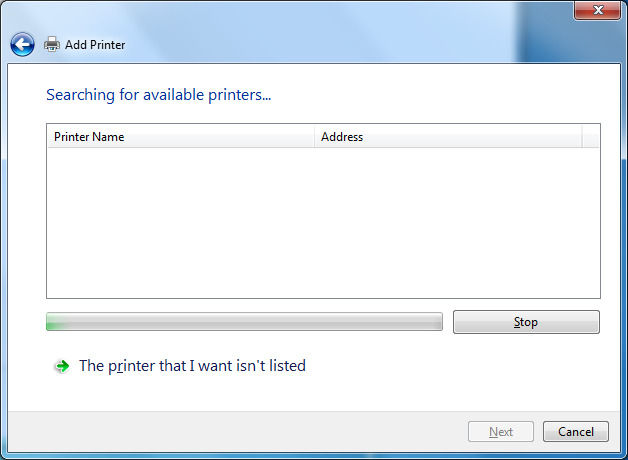 Add Printer
Searching for available printers...
Printer Name Address
Stop
The printer that I want isn't listed
Next Cancel